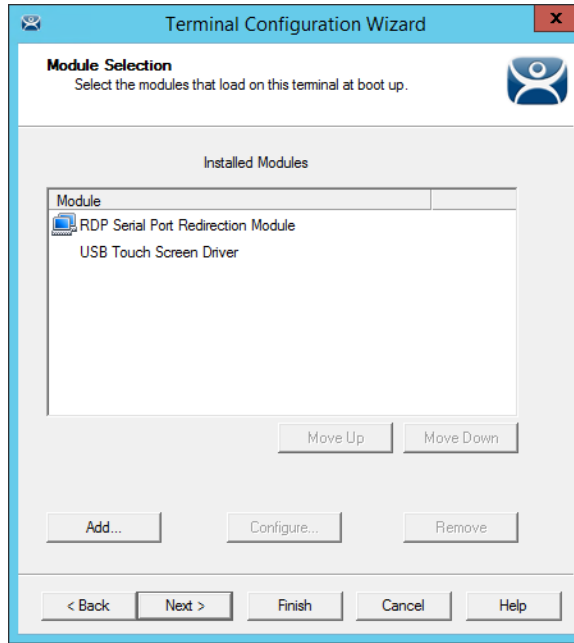 Terminal Configuration Wizard
x
Module Selection
Select the modules that load on this terminal at boot up.
Installed Modules
Module
RDP Serial Port Redirection Module
USB Touch Screen Driver
Move Up Move Down
Add... Configure... Remove
< Back Next > Finish Cancel Help